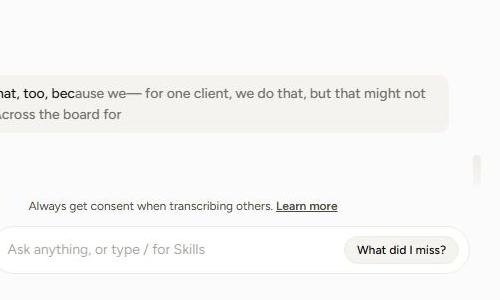 hat, too, because we— for one client, we do that, but that might not
Across the board for
Always get consent when transcribing others. Learn more
Ask anything, or type / for Skills
What did I miss?